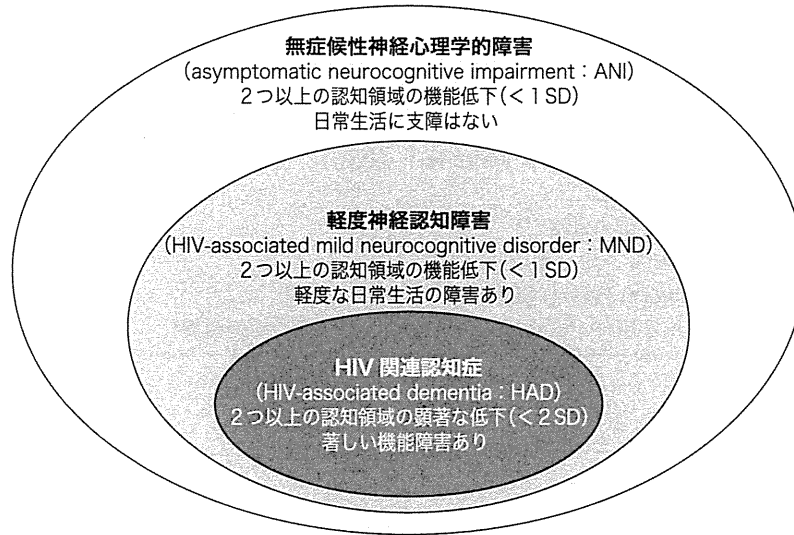 無症候性神経心理学的障害
(asymptomatic neurocognitive impairment:ANI)
2つ以上の認知領域の機能低下(<1SD)
日常生活に支障はない
軽度神経認知障害
(HIV-associated mild neurocognitive disorder:MND)
2つ以上の認知領域の機能低下(<1SD)
軽度な日常生活の障害あり
HIV関連認知症
(HIV-associated dementia:HAD)
2つ以上の認知領域の顕著な低下(<2SD)
著しい機能障害あり